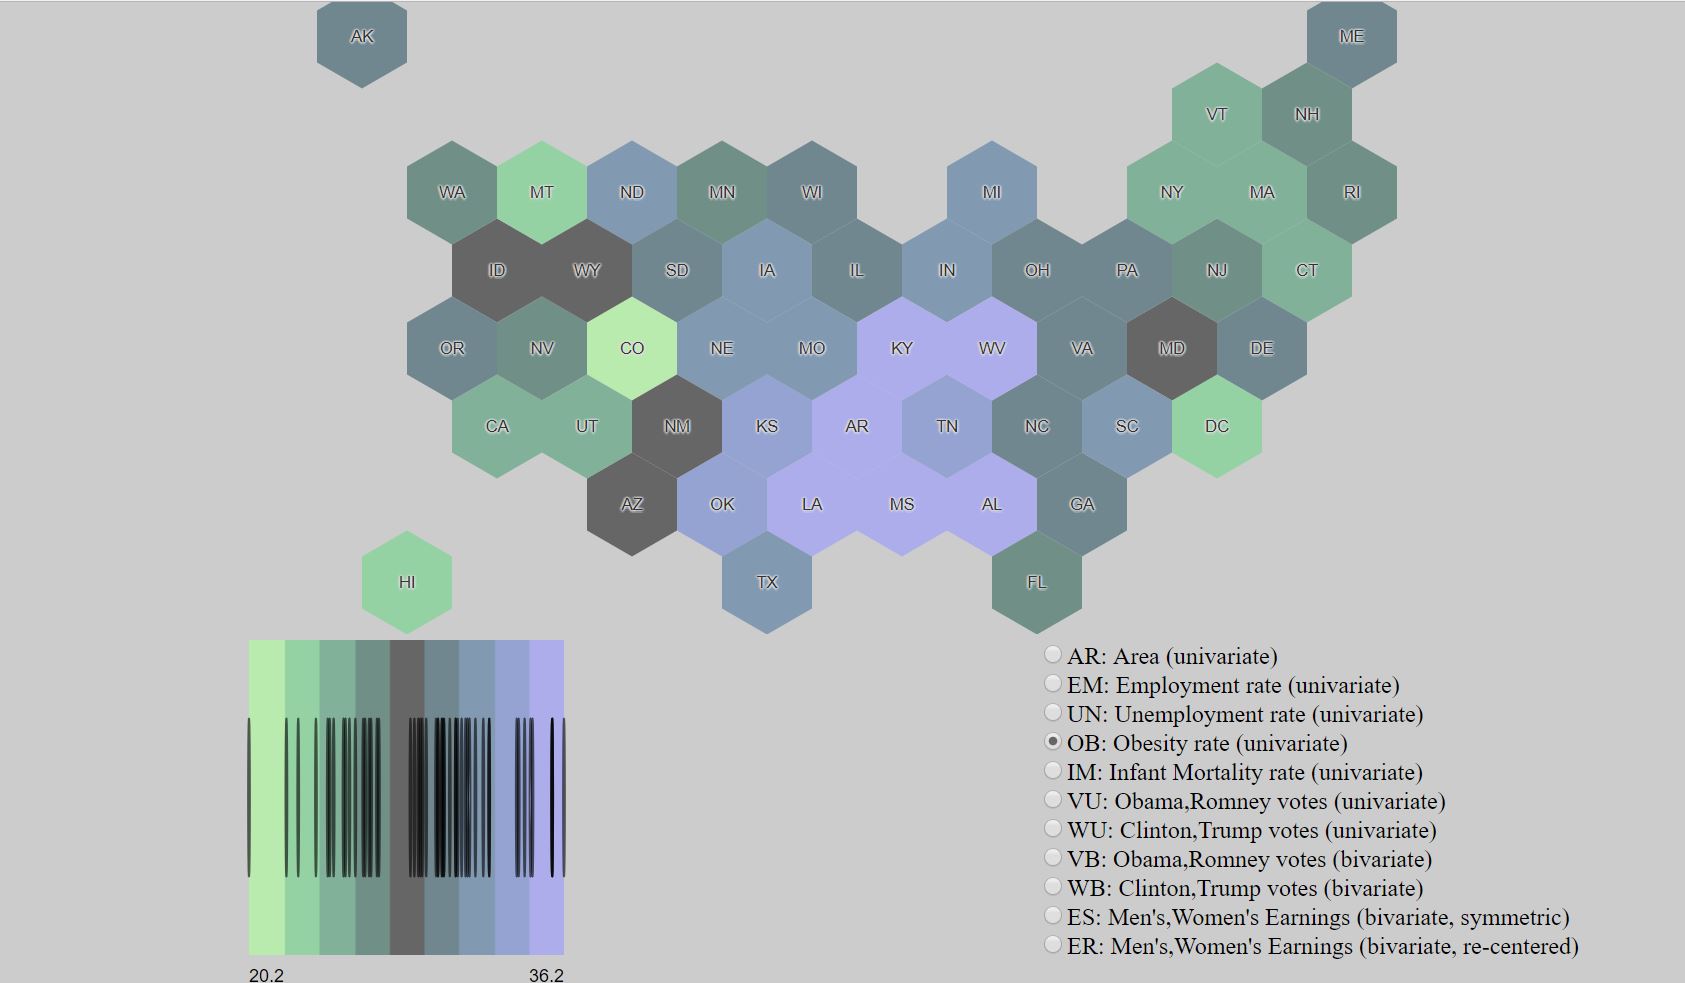 AK ME
VT NH
WA MT ND MN WI MI NY MA RI
ID WY SD IA IL IN OH PA NJ CT
OR NV CO NE MO KY WV VA MD DE
CA UT NM KS AR TN NC SC DC
AZ OK LA MS AL GA
HI TX FL
AR: Area (univariate)
EM: Employment rate (univariate)
UN: Unemployment rate (univariate)
OB: Obesity rate (univariate)
IM: Infant Mortality rate (univariate)
VU: Obama,Romney votes (univariate)
WU: Clinton,Trump votes (univariate)
VB: Obama,Romney votes (bivariate)
WB: Clinton,Trump votes (bivariate)
ES: Men's,Women's Earnings (bivariate, symmetric)
ER: Men's,Women's Earnings (bivariate, re-centered)
20.2 36.2